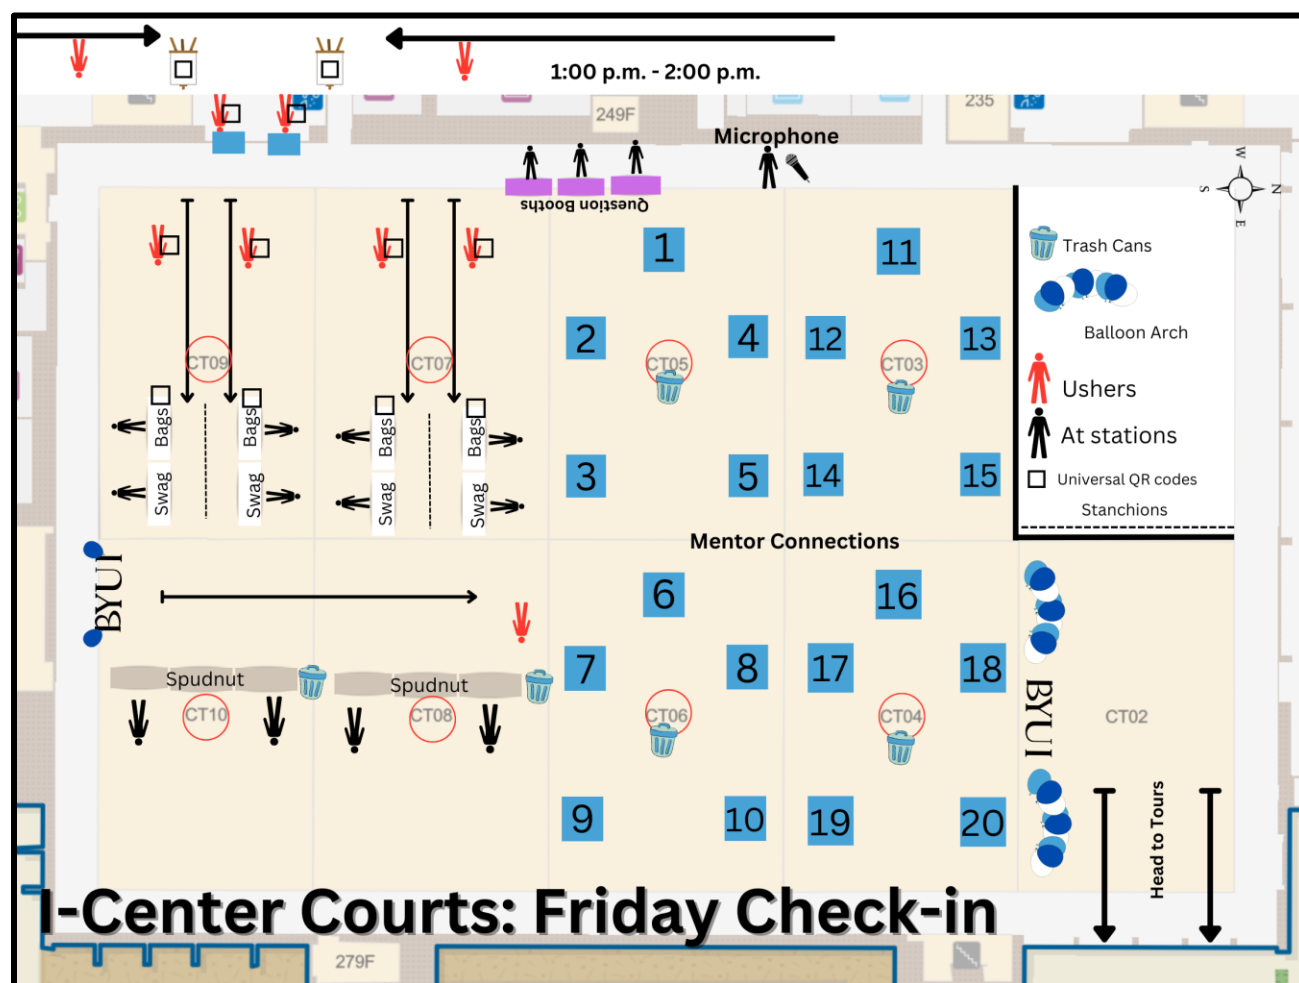 1:00 p.m. - 2:00 p.m.
249F
235
Microphone
Question Booths
W
S
N
E
1
11
Trash Cans
Balloon Arch
2
4
12
13
CT09
CT07
CT05
CT03
Ushers
Bags
Bags
Bags
Bags
At stations
3
5
14
15
Universal QR codes
Swag
Swag
Swag
Swag
Stanchions
Mentor Connections
BYUI
6
16
7
8
17
18
Spudnut
Spudnut
CT10
CT08
CT06
CT04
BYUI
CT02
9
10
19
20
Head to Tours
I-Center Courts: Friday Check-in
279F